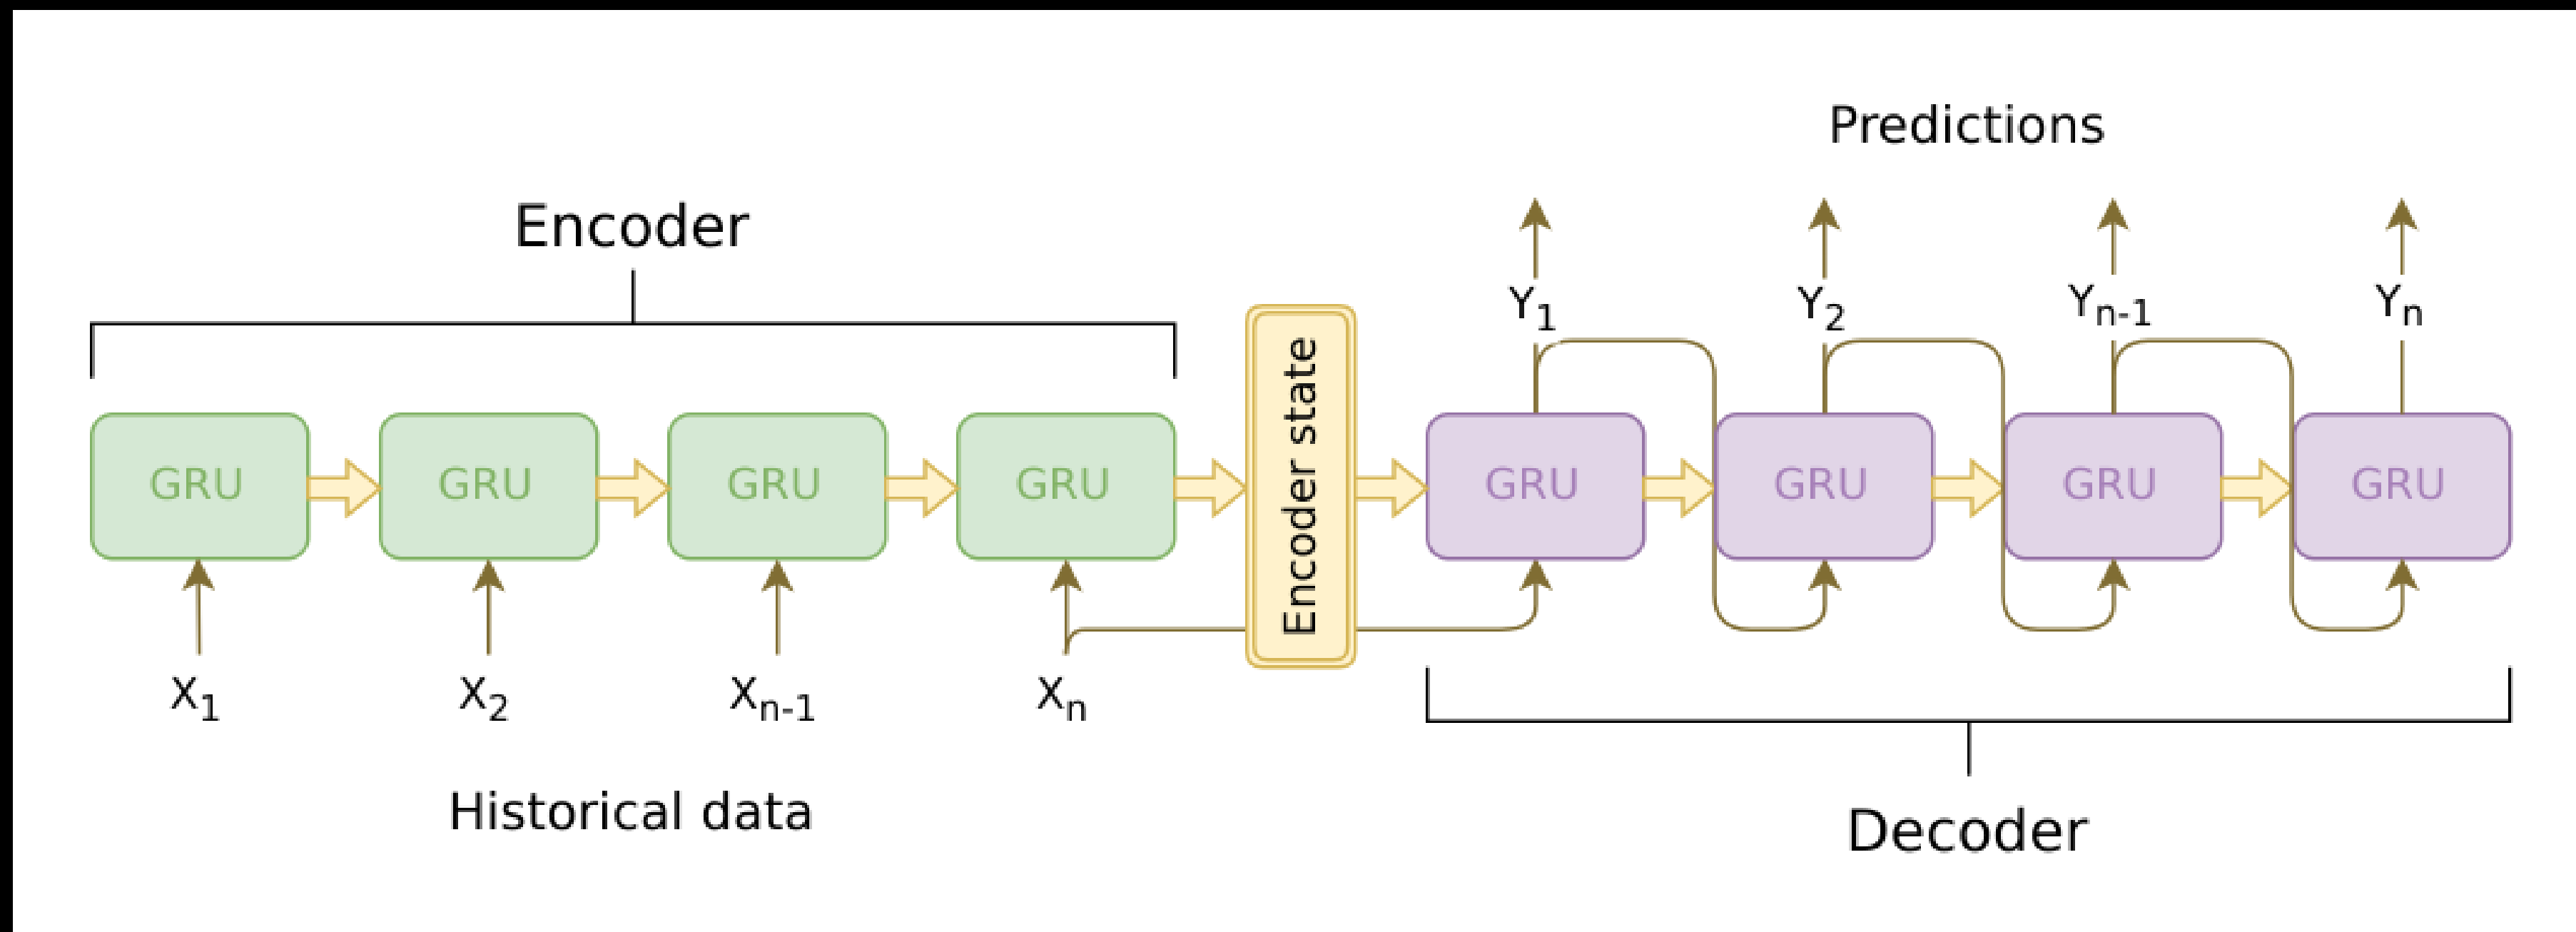 Predictions
Encoder
Y1 Y2 Yn-1 Yn
GRU GRU GRU GRU
Encoder state
GRU GRU GRU GRU
X1 X2 Xn-1 Xn
Historical data
Decoder